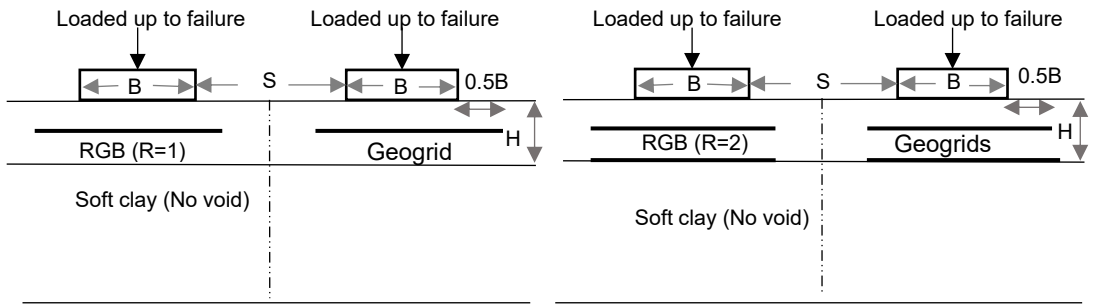 Loaded up to failure
Loaded up to failure
B
S
B
0.5B
H
RGB (R=1)
Geogrid
Soft clay (No void)
Loaded up to failure
Loaded up to failure
B
S
B
0.5B
H
RGB (R=2)
Geogrids
Soft clay (No void)